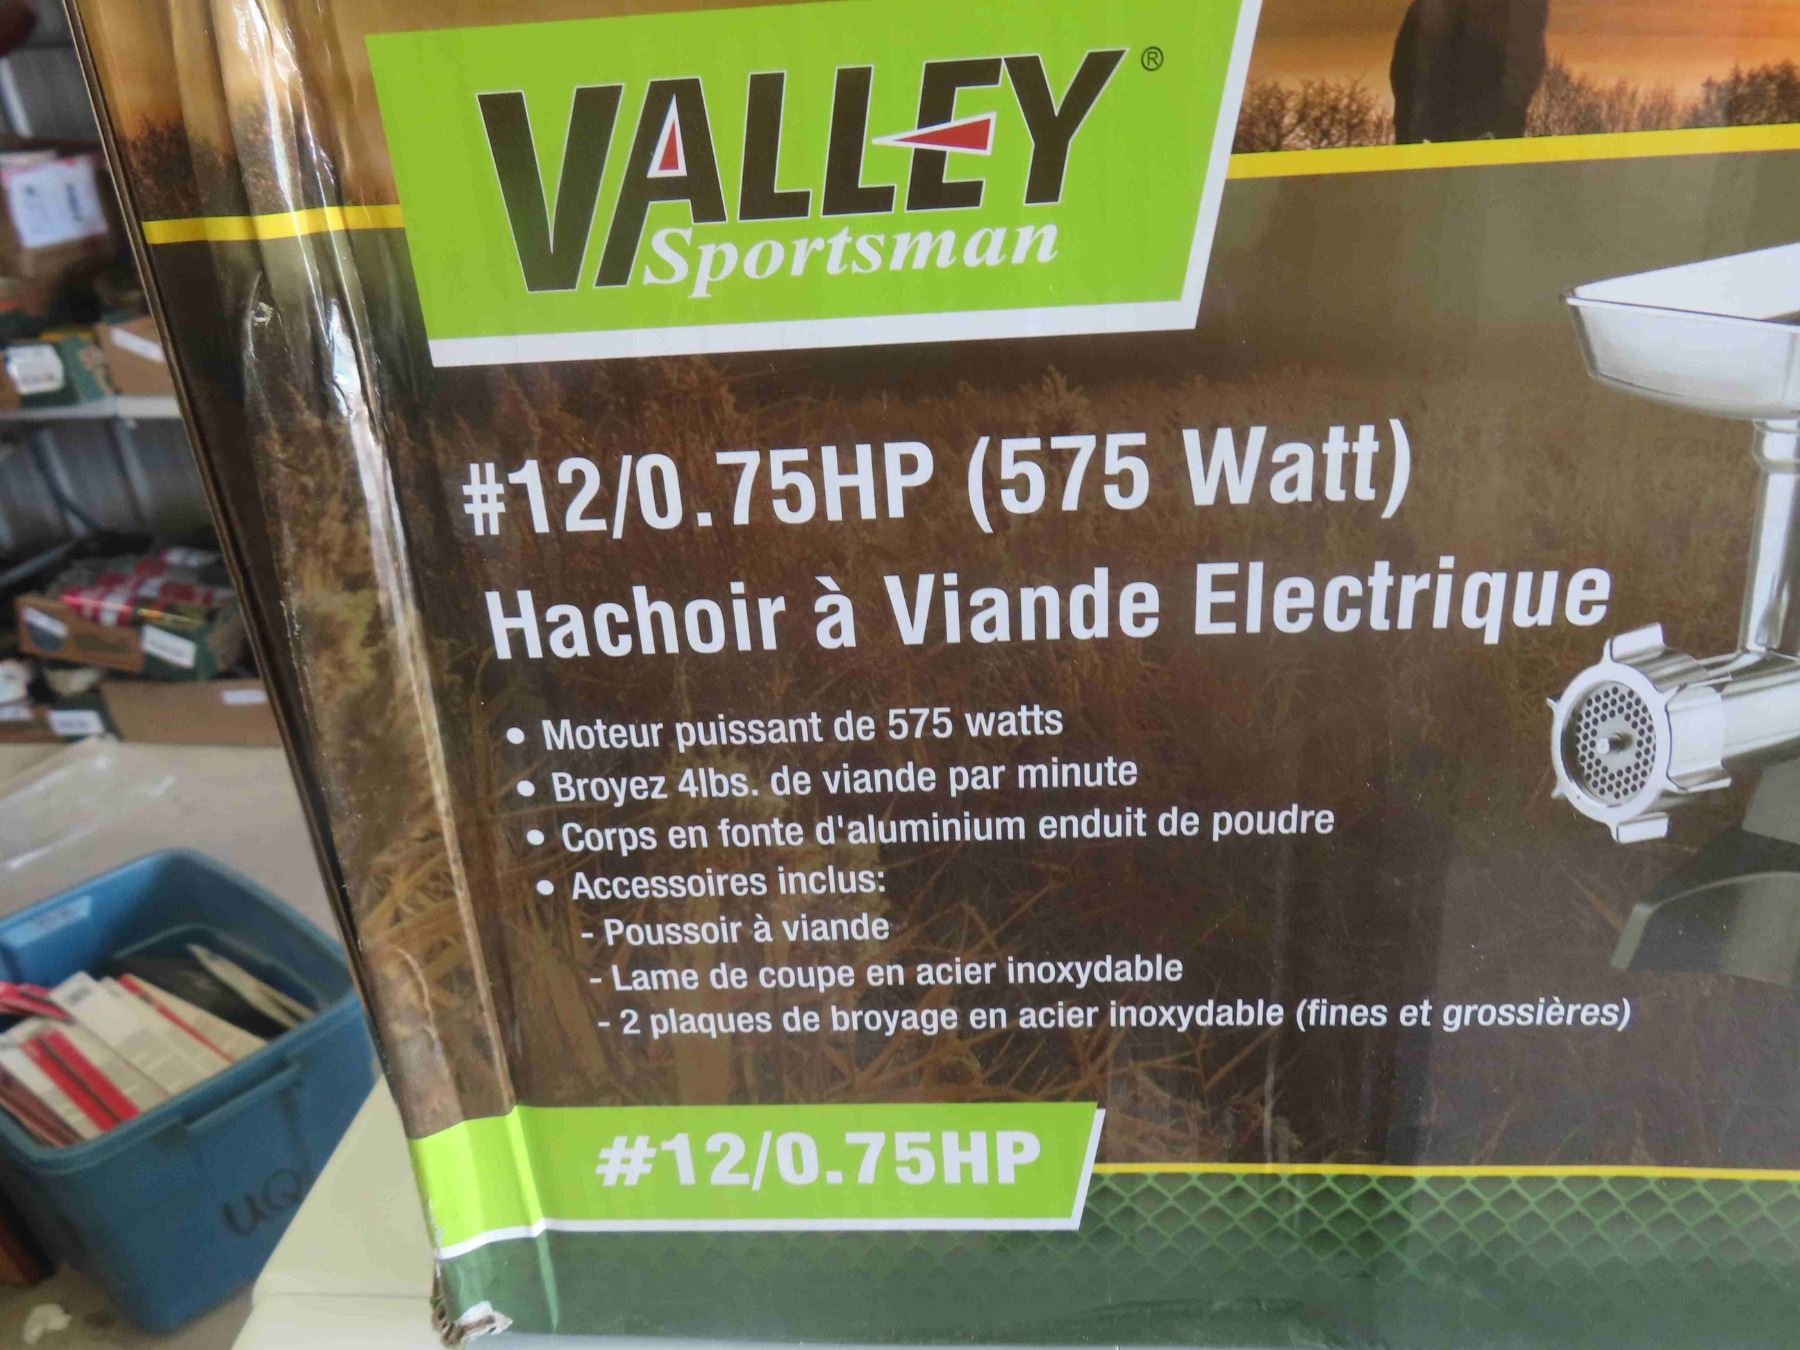 VALLEY®
Sportsman
#12/0.75HP (575 Watt)
Hachoir à Viande Electrique
• Moteur puissant de 575 watts
• Broyez 4lbs. de viande par minute
• Corps en fonte d'aluminium enduit de poudre
• Accessoires inclus:
- Poussoir à viande
- Lame de coupe en acier inoxydable
- 2 plaques de broyage en acier inoxydable (fines et grossières)
#12/0.75HP
UQ